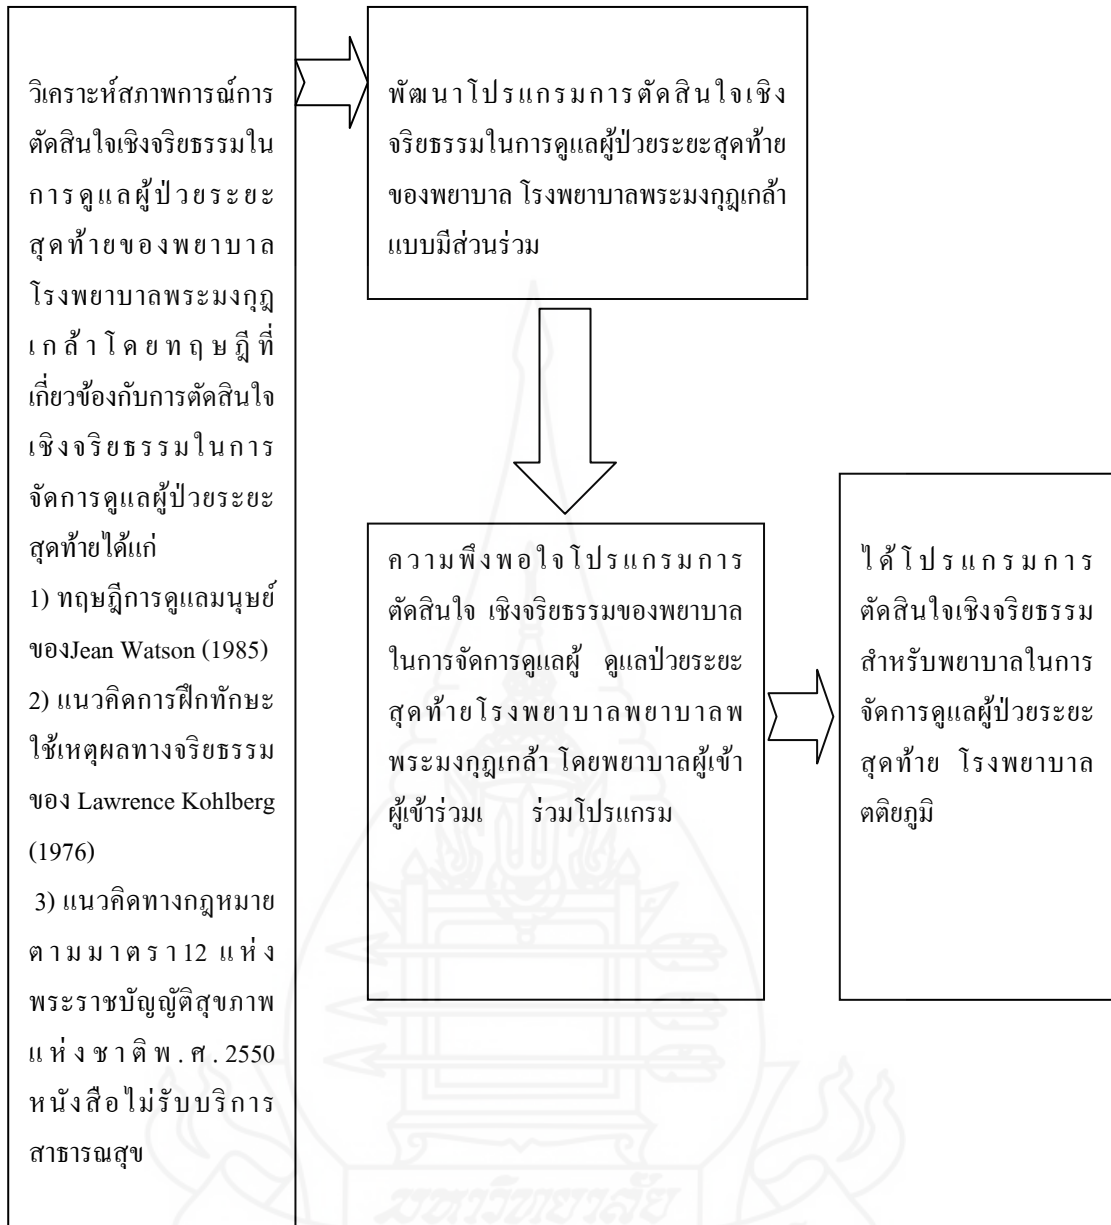 วิเคราะห์สภาพการณ์การ
ตัดสินใจเชิงจริยธรรมใน
การดูแลผู้ป่วยระยะ
สุดท้ายของพยาบาล
โรงพยาบาลพระมงกุฎ
เกล้าโดยทฤษฎีที่
เกี่ยวข้องกับการตัดสินใจ
เชิงจริยธรรมในการ
จัดการดูแลผู้ป่วยระยะ
สุดท้ายได้แก่
1) ทฤษฎีการดูแลมนุษย์
ของJean Watson (1985)
2) แนวคิดการฝึกทักษะ
ใช้เหตุผลทางจริยธรรม
ของ Lawrence Kohlberg
(1976)
3) แนวคิดทางกฎหมาย
ตามมาตรา12 แห่ง
พระราชบัญญัติสุขภาพ
แห่งชาติพ.ศ.2550
หนังสือไม่รับบริการ
สาธารณสุข
พัฒนาโปรแกรมการตัดสินใจเชิง
จริยธรรมในการดูแลผู้ป่วยระยะสุดท้าย
ของพยาบาล โรงพยาบาลพระมงกุฎเกล้า
แบบมีส่วนร่วม
ความพึงพอใจโปรแกรมการ
ตัดสินใจ เชิงจริยธรรมของพยาบาล
ในการจัดการดูแลผู้ ดูแลป่วยระยะ
สุดท้ายโรงพยาบาลพยาบาลพ
พระมงกุฎเกล้า โดยพยาบาลผู้เข้า
ผู้เข้าร่วมเ ร่วมโปรแกรม
ได้โปรแกรมการ
ตัดสินใจเชิงจริยธรรม
สำหรับพยาบาลในการ
จัดการดูแลผู้ป่วยระยะ
สุดท้าย โรงพยาบาล
ตติยภูมิ
มหาวิทยาลัย